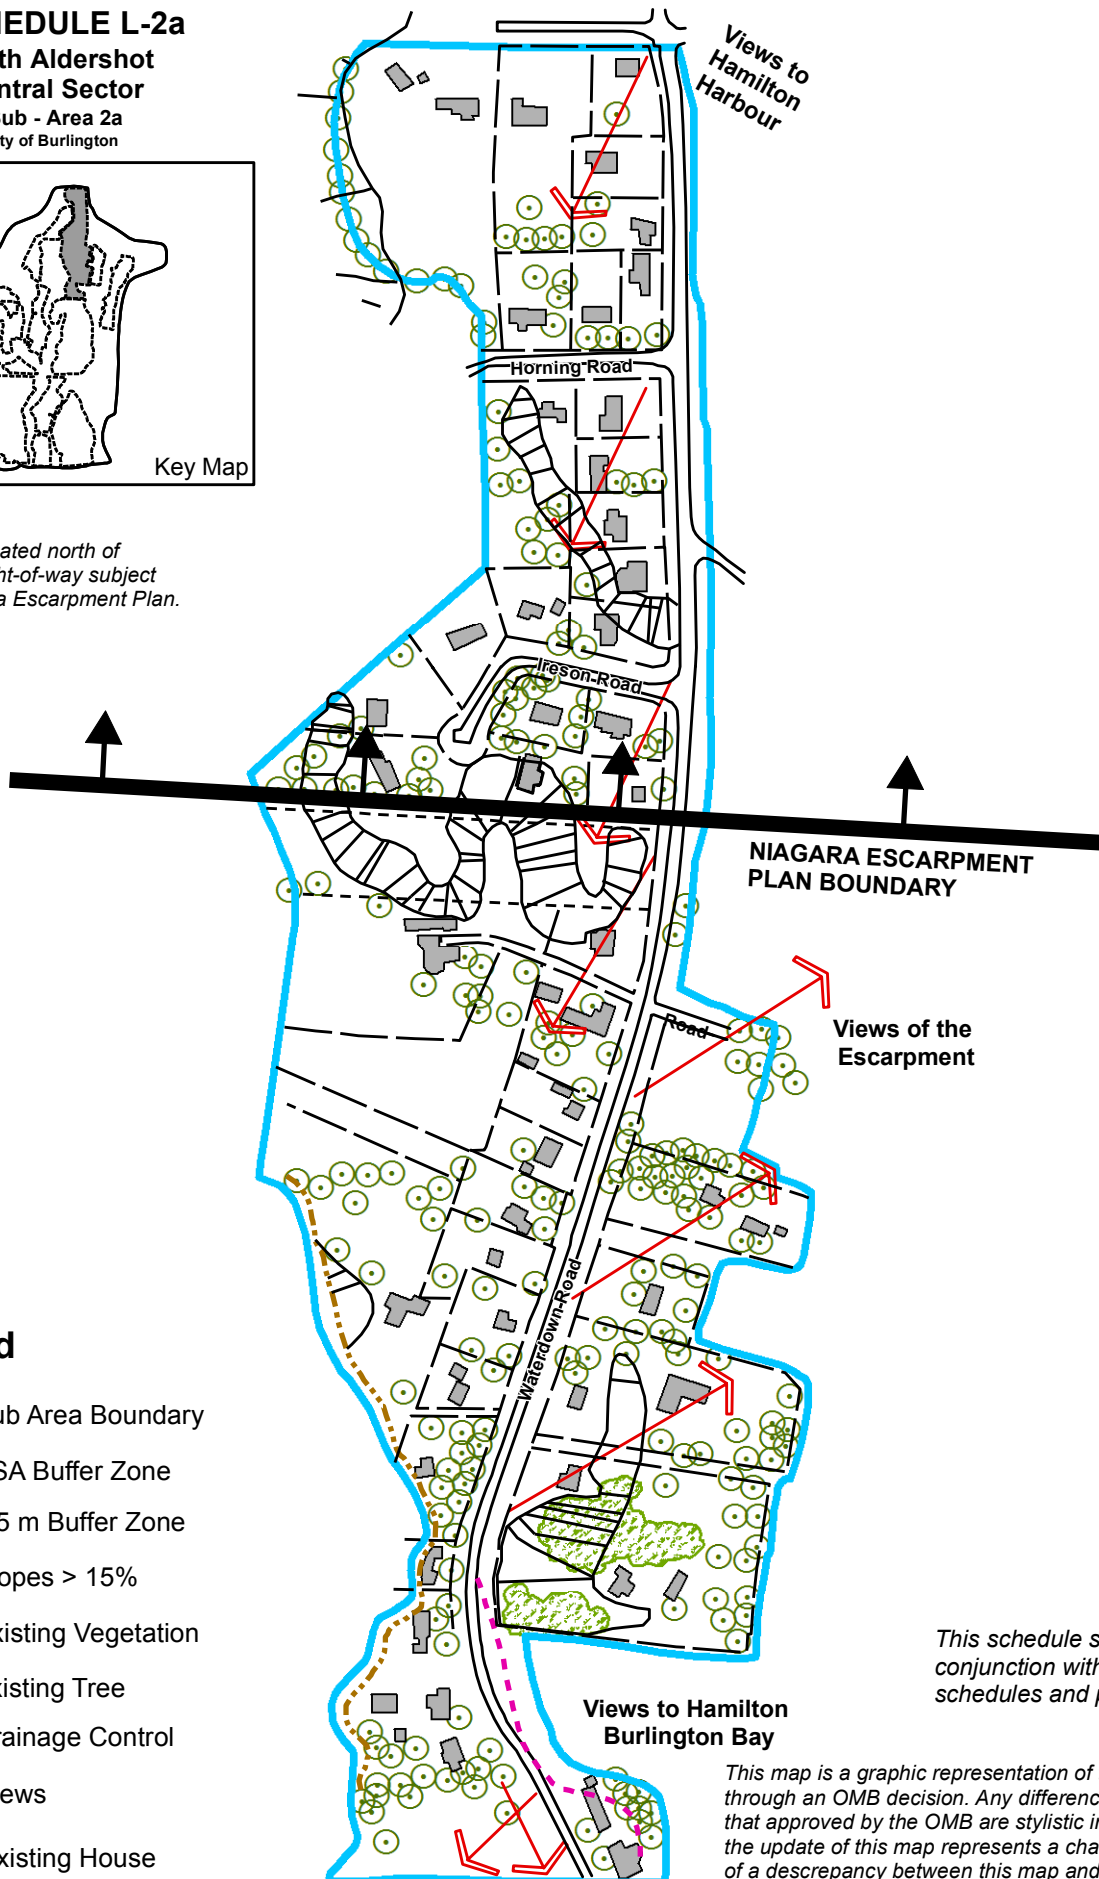 HEDULE L-2a
th Aldershot
ntral Sector
Sub - Area 2a
ty of Burlington
Key Map
ated north of
ht-of-way subject
a Escarpment Plan.
Views to
Hamilton
Harbour
Horning Road
Ireson Road
NIAGARA ESCARPMENT
PLAN BOUNDARY
Road
Views of the
Escarpment
Waterdown Road
d
ub Area Boundary
SA Buffer Zone
5 m Buffer Zone
opes > 15%
xisting Vegetation
xisting Tree
rainage Control
ews
xisting House
Views to Hamilton
Burlington Bay
This schedule s
conjunction with
schedules and p
This map is a graphic representation of
through an OMB decision. Any differenc
that approved by the OMB are stylistic in
the update of this map represents a cha
of a descrepancy between this map and